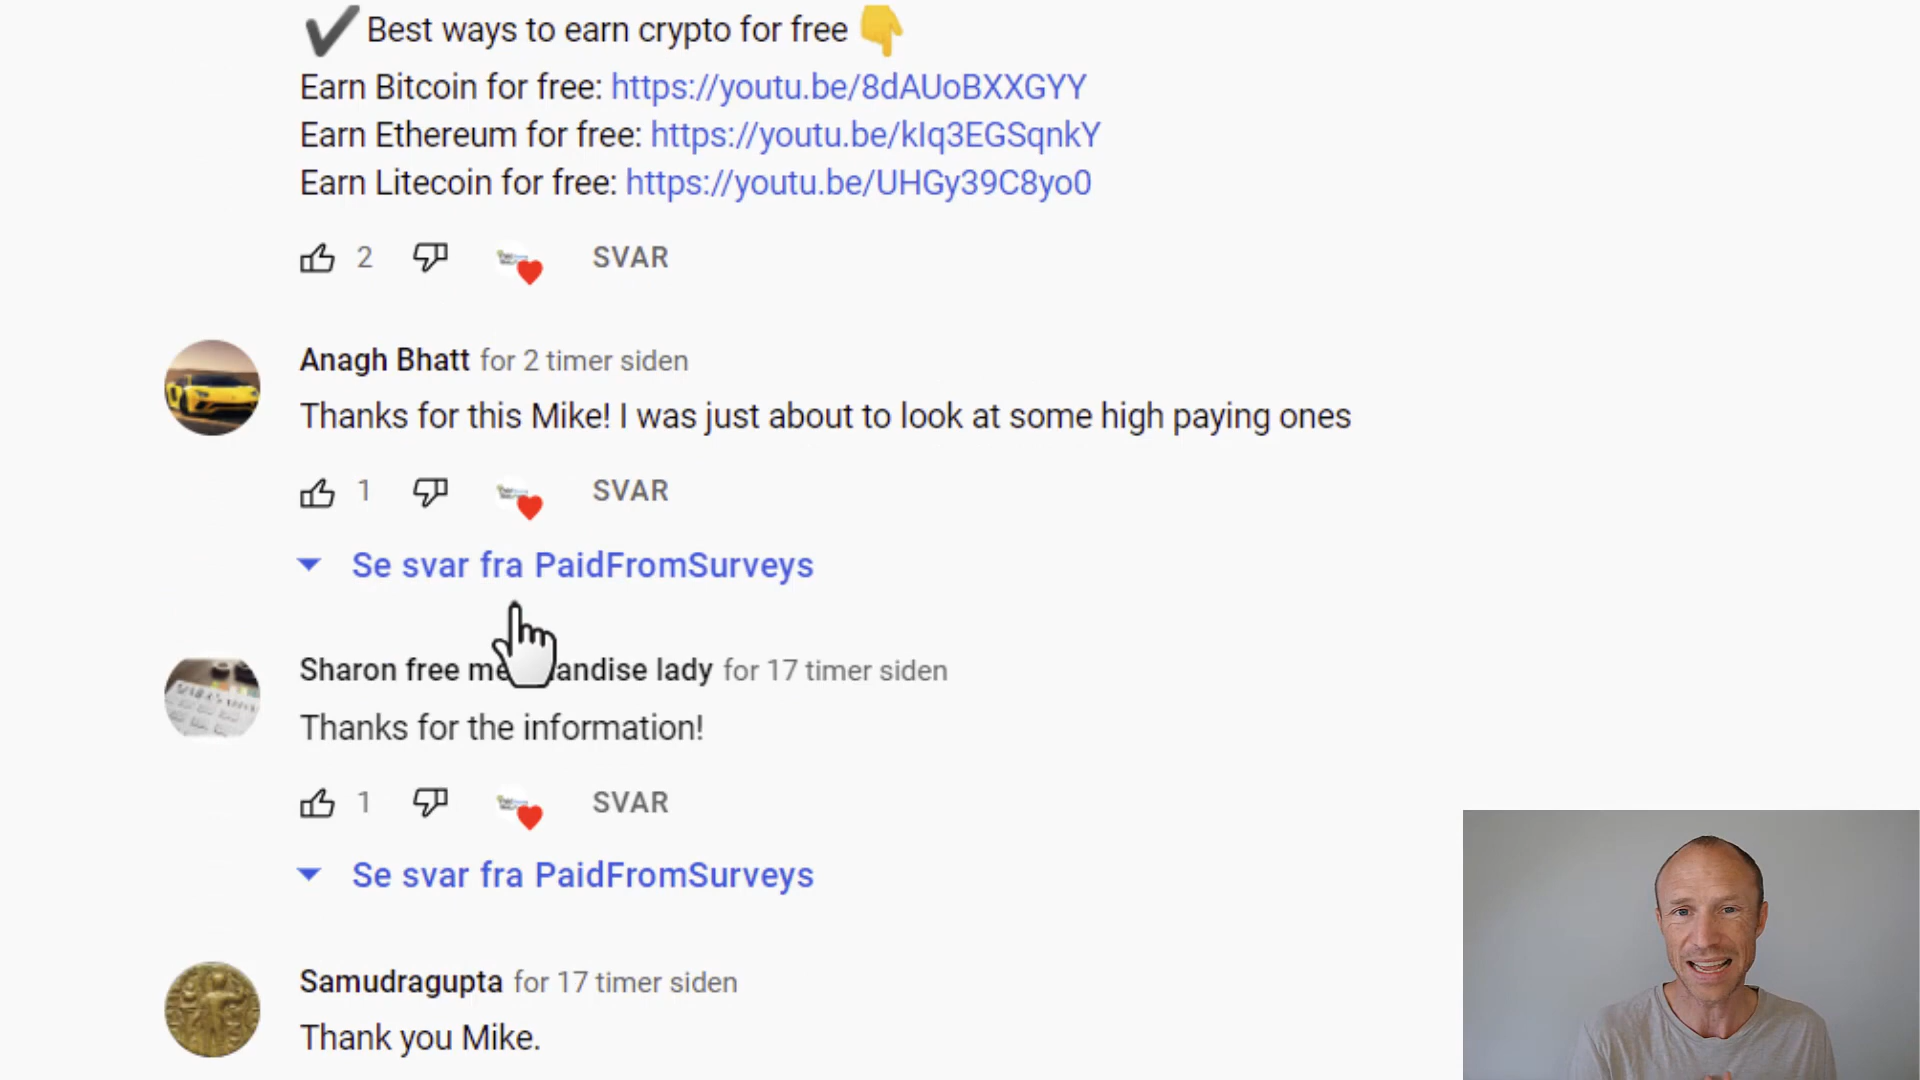 Best ways to earn crypto for free
Earn Bitcoin for free: https://youtu.be/8dAUoBXXGYY
Earn Ethereum for free: https://youtu.be/kIq3EGSqnkY
Earn Litecoin for free: https://youtu.be/UHGy39C8yo0
2 SVAR
Anagh Bhatt for 2 timer siden
Thanks for this Mike! I was just about to look at some high paying ones
1 SVAR
Se svar fra PaidFromSurveys
Sharon free lady for 17 timer siden
Thanks for the information!
1 SVAR
Se svar fra PaidFromSurveys
Samudragupta for 17 timer siden
Thank you Mike.